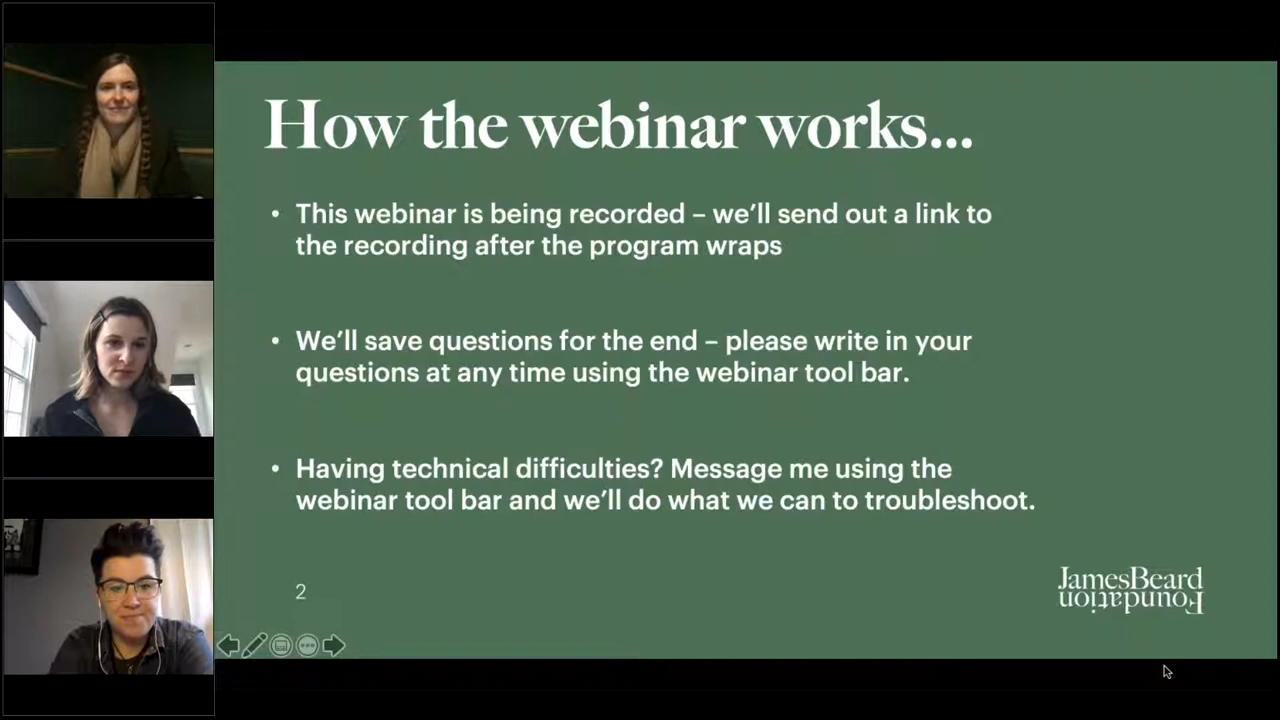 How the webinar works...
• This webinar is being recorded – we’ll send out a link to
the recording after the program wraps
• We’ll save questions for the end – please write in your
questions at any time using the webinar tool bar.
• Having technical difficulties? Message me using the
webinar tool bar and we’ll do what we can to troubleshoot.
2
JamesBeard
Foundation